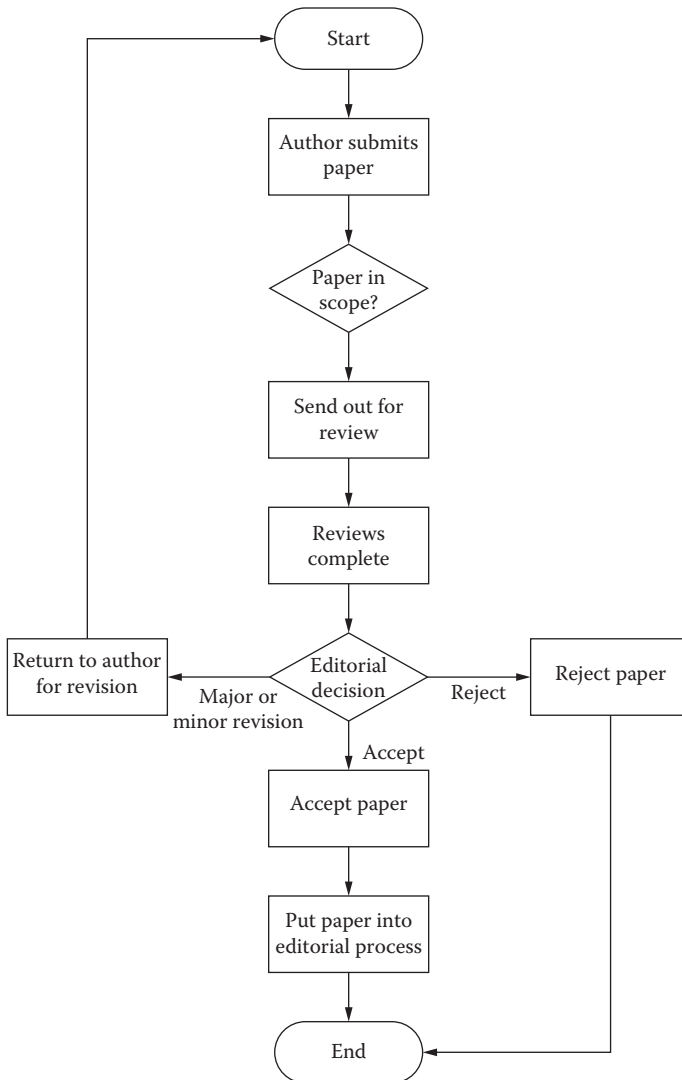 Start
Author submits
paper
Paper in
scope?
Send out for
review
Reviews
complete
Return to author
for revision
Major or
minor revision
Editorial
decision
Reject
Reject paper
Accept
Accept paper
Put paper into
editorial process
End